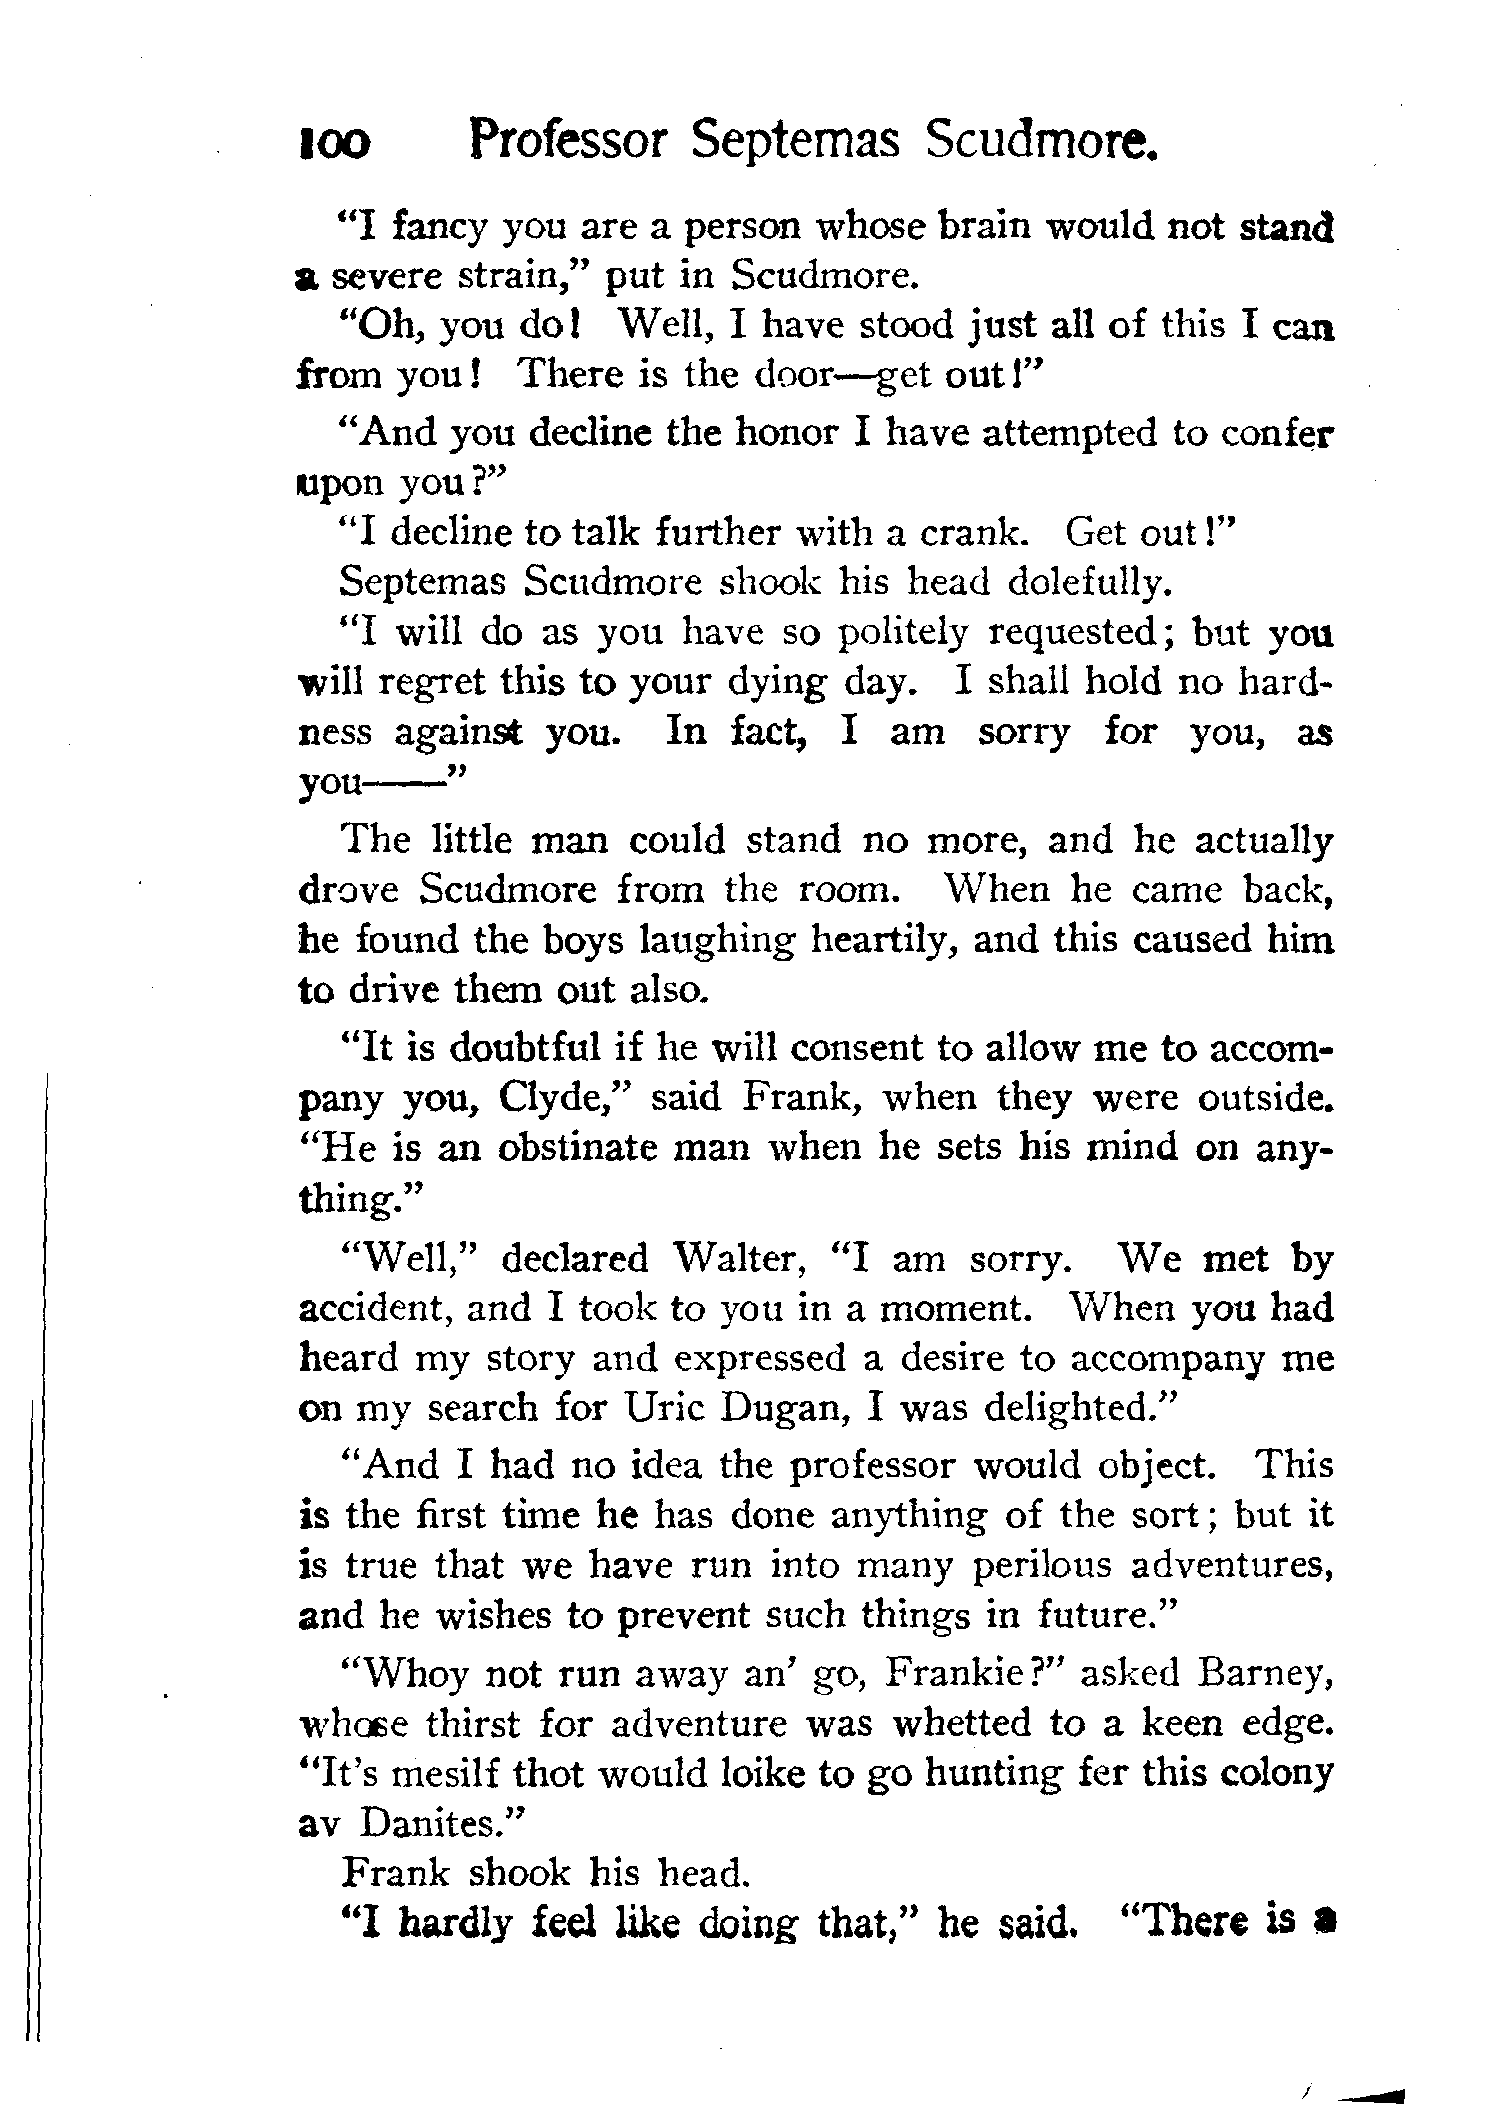 100 Professor Septemas Scudmore.
“I fancy you are a person whose brain would not stand
a severe strain,” put in Scudmore.
“Oh, you do! Well, I have stood just all of this I can
from you! There is the door—get out!”
“And you decline the honor I have attempted to confer
upon you?”
“I decline to talk further with a crank. Get out!”
Septemas Scudmore shook his head dolefully.
“I will do as you have so politely requested; but you
will regret this to your dying day. I shall hold no hard-
ness against you. In fact, I am sorry for you, as
you——”
The little man could stand no more, and he actually
drove Scudmore from the room. When he came back,
he found the boys laughing heartily, and this caused him
to drive them out also.
“It is doubtful if he will consent to allow me to accom-
pany you, Clyde,” said Frank, when they were outside.
“He is an obstinate man when he sets his mind on any-
thing.”
“Well,” declared Walter, “I am sorry. We met by
accident, and I took to you in a moment. When you had
heard my story and expressed a desire to accompany me
on my search for Uric Dugan, I was delighted.”
“And I had no idea the professor would object. This
is the first time he has done anything of the sort; but it
is true that we have run into many perilous adventures,
and he wishes to prevent such things in future.”
“Whoy not run away an’ go, Frankie?” asked Barney,
whose thirst for adventure was whetted to a keen edge.
“It’s mesilf thot would loike to go hunting fer this colony
av Danites.”
Frank shook his head.
“I hardly feel like doing that,” he said. “There is a